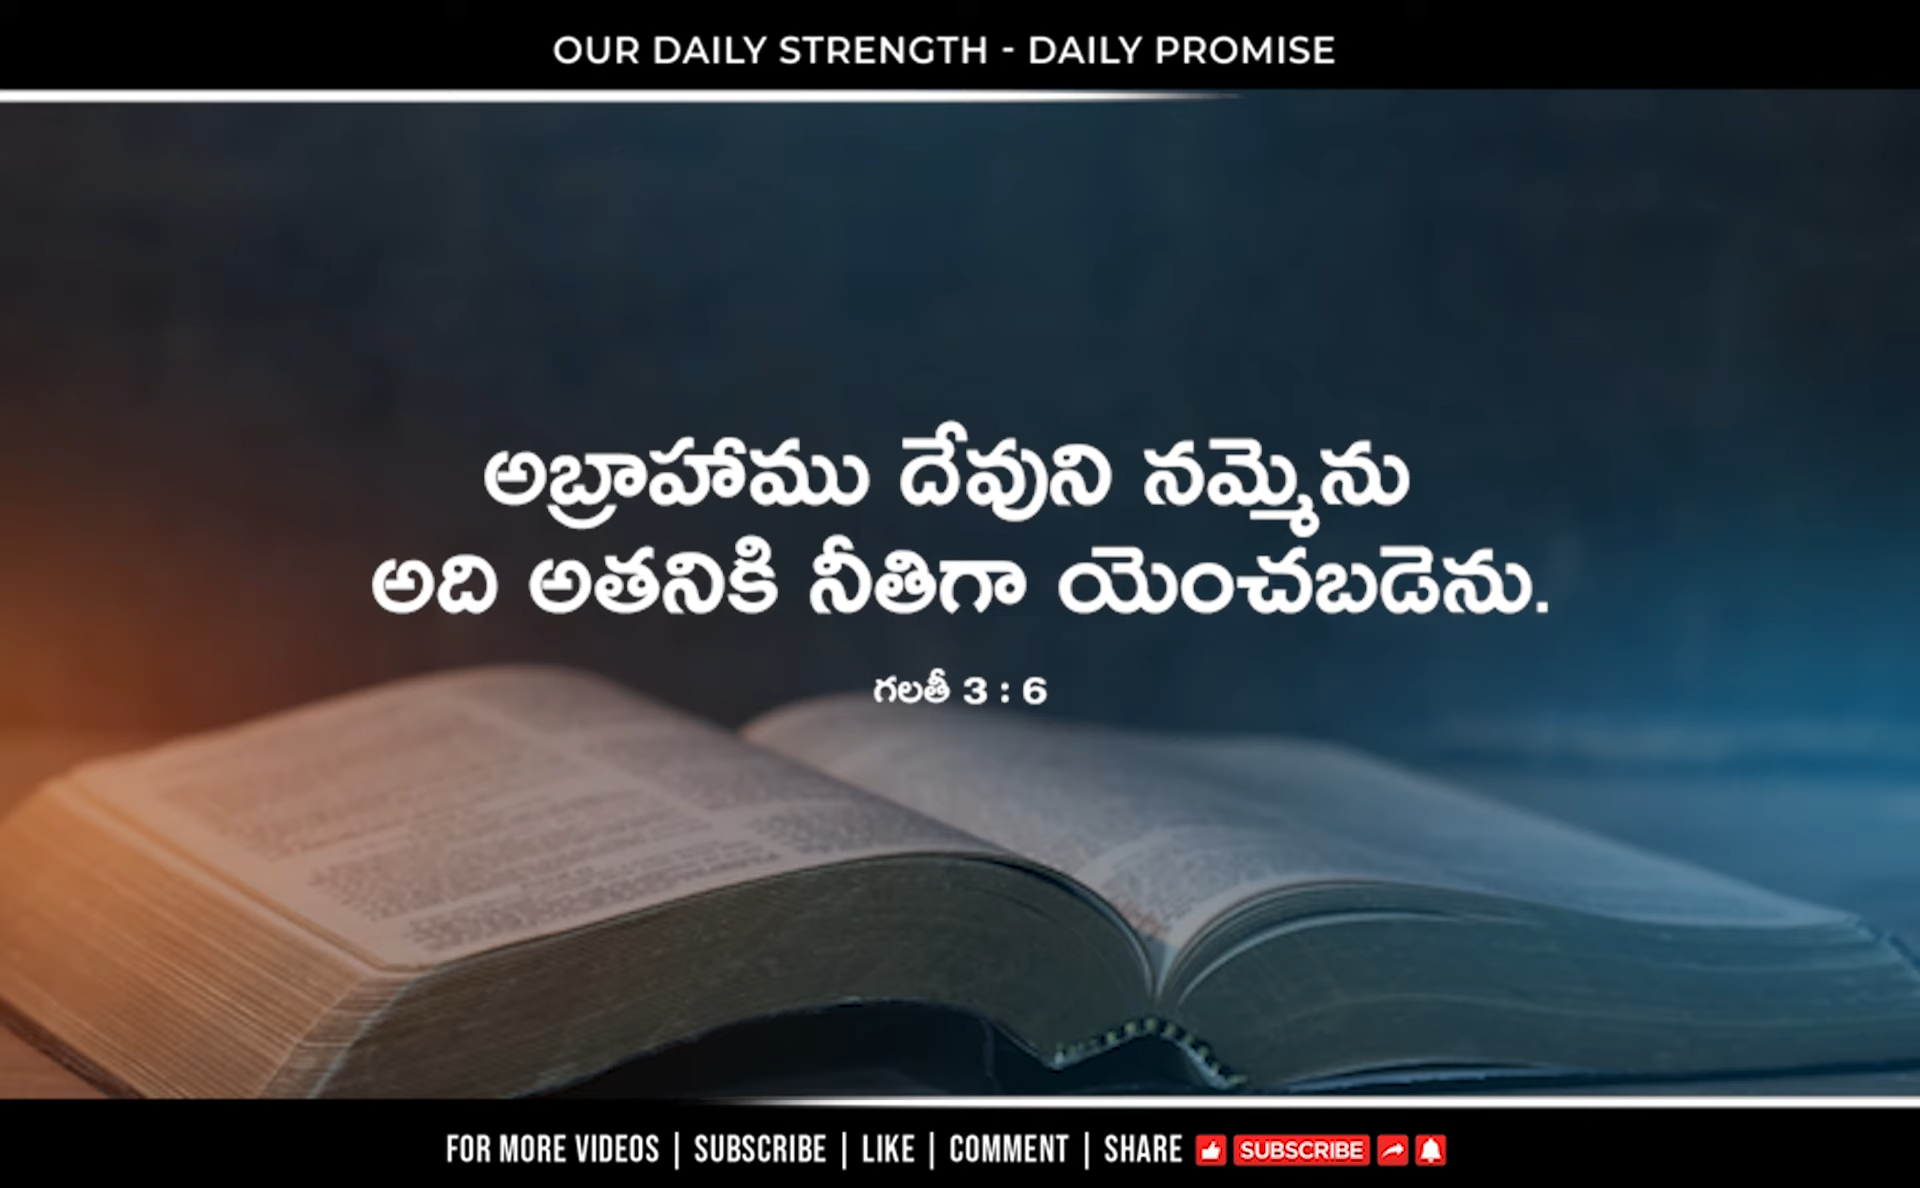 OUR DAILY STRENGTH - DAILY PROMISE
అబ్రాహాము దేవుని నమ్మెను
అది అతనికి నీతిగా యెంచబడెను.
గలతీ 3 : 6
FOR MORE VIDEOS | SUBSCRIBE | LIKE | COMMENT | SHARE SUBSCRIBE